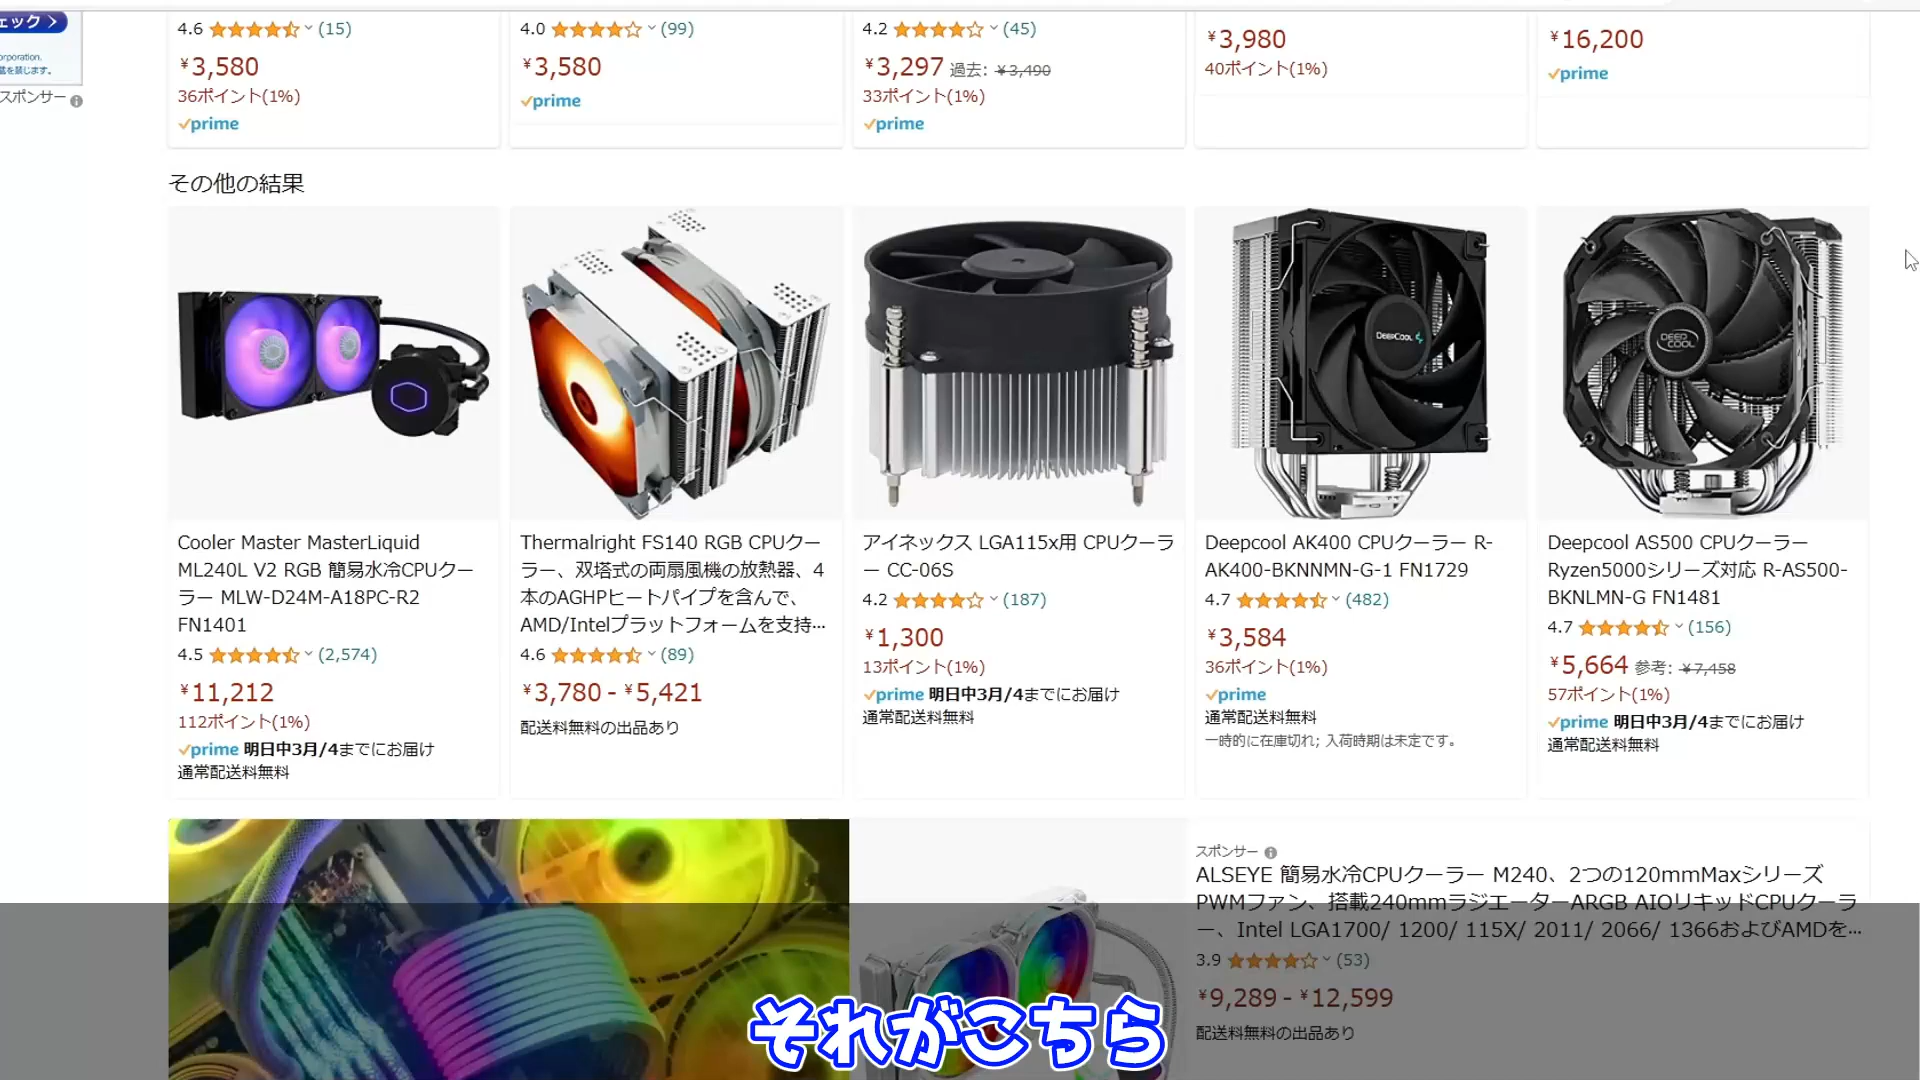 ェック >
orporation.
を禁じます。
スポンサー
4.6 (15)
¥3,580
36ポイント(1%)
prime
4.0 (99)
¥3,580
prime
4.2 (45)
¥3,297 過去: ¥3,490
33ポイント(1%)
prime
¥3,980
40ポイント(1%)
¥16,200
prime
その他の結果
DEEPCOOL
DEEP
COOL
Cooler Master MasterLiquid
ML240L V2 RGB 簡易水冷CPUクー
ラー MLW-D24M-A18PC-R2
FN1401
4.5 (2,574)
¥11,212
112ポイント(1%)
prime 明日中3月/4までにお届け
通常配送料無料
Thermalright FS140 RGB CPUクー
ラー、双塔式の両扇風機の放熱器、4
本のAGHPヒートパイプを含んで、
AMD/Intelプラットフォームを支持…
4.6 (89)
¥3,780 - ¥5,421
配送料無料の出品あり
アイネックス LGA115x用 CPUクーラ
ー CC-06S
4.2 (187)
¥1,300
13ポイント(1%)
prime 明日中3月/4までにお届け
通常配送料無料
Deepcool AK400 CPUクーラー R-
AK400-BKNNMN-G-1 FN1729
4.7 (482)
¥3,584
36ポイント(1%)
prime
通常配送料無料
一時的に在庫切れ; 入荷時期は未定です。
Deepcool AS500 CPUクーラー
Ryzen5000シリーズ対応 R-AS500-
BKNLMN-G FN1481
4.7 (156)
¥5,664 参考: ¥7,458
57ポイント(1%)
prime 明日中3月/4までにお届け
通常配送料無料
スポンサー
ALSEYE 簡易水冷CPUクーラー M240、2つの120mmMaxシリーズ
PWMファン、搭載240mmラジエーターARGB AIOリキッドCPUクーラ
ー、Intel LGA1700/ 1200/ 115X/ 2011/ 2066/ 1366およびAMDを…
3.9 (53)
¥9,289 - ¥12,599
配送料無料の出品あり
それがこちら